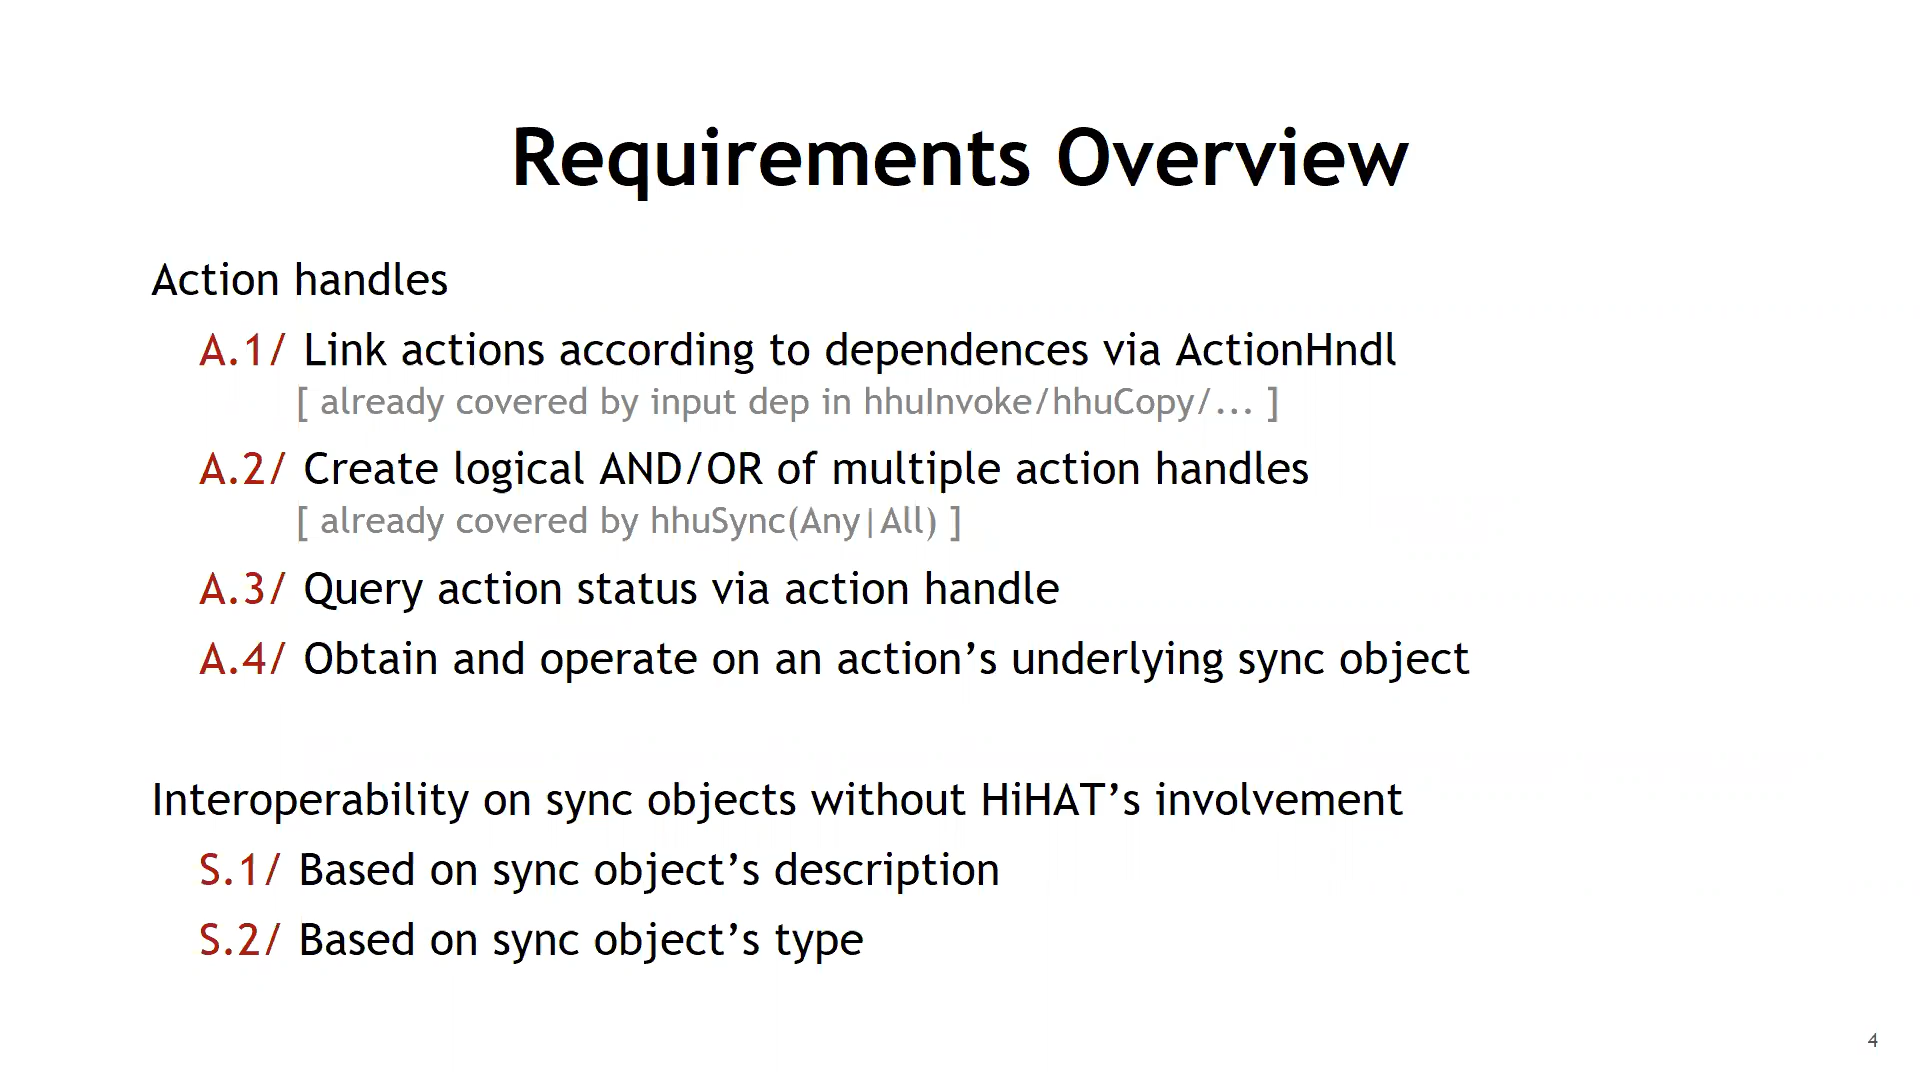 Requirements Overview
Action handles
A.1/ Link actions according to dependences via ActionHndl
[ already covered by input dep in hhuInvoke/hhuCopy/... ]
A.2/ Create logical AND/OR of multiple action handles
[ already covered by hhuSync(Any|All) ]
A.3/ Query action status via action handle
A.4/ Obtain and operate on an action’s underlying sync object
Interoperability on sync objects without HiHAT’s involvement
S.1/ Based on sync object’s description
S.2/ Based on sync object’s type
4